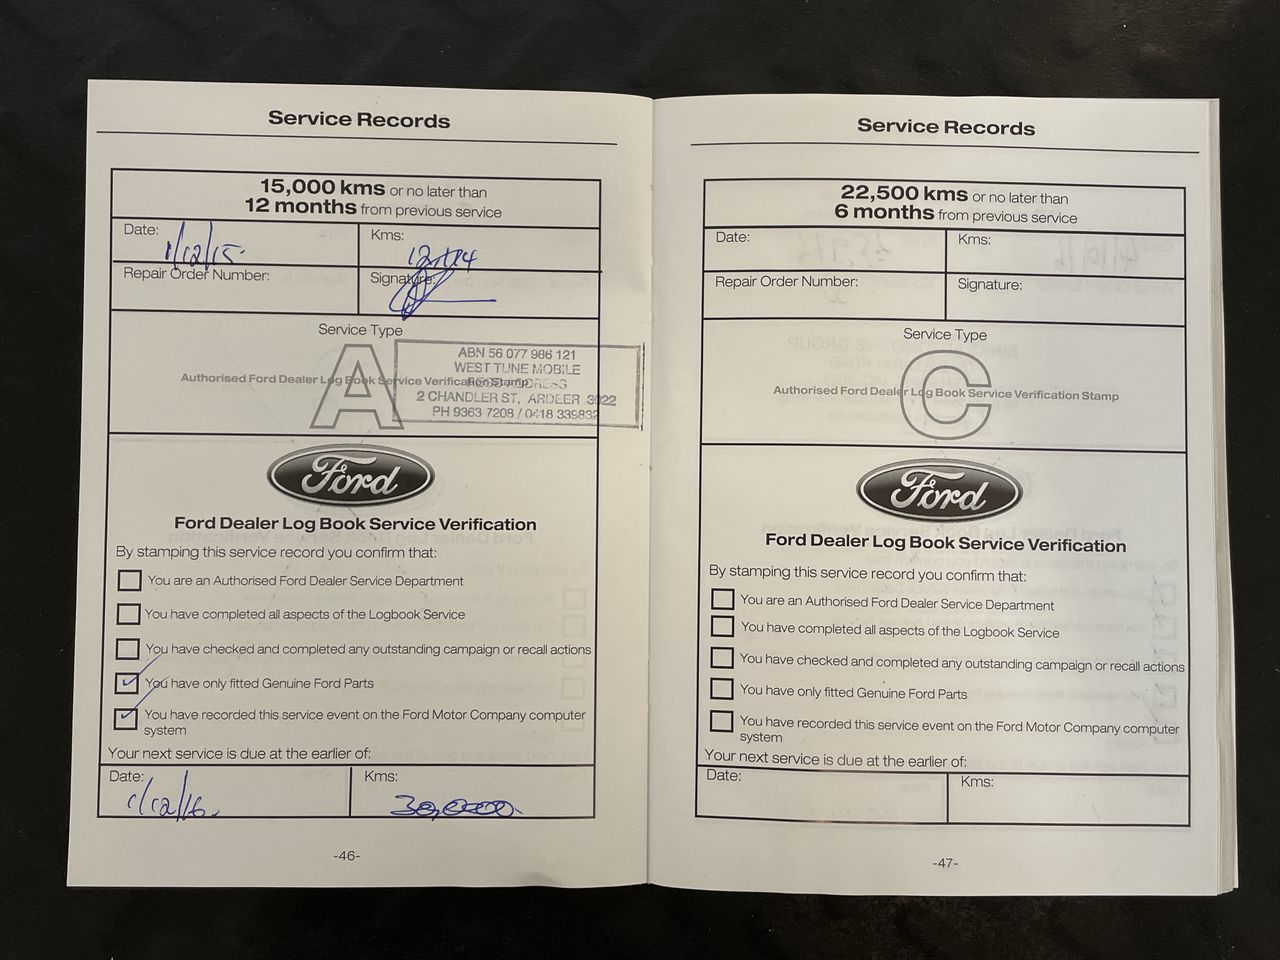 Service Records
15,000 kms or no later than
12 months from previous service
Date:
1/12/15.
Kms:
Repair Order Number:
Signature:
Service Type
A
Authorised Ford Dealer Log Book Service Verification Stamp
ABN 56 077 986 121
WEST TUNE MOBILE
2 CHANDLER ST, ARDEER 3022
PH 9363 7208 / 0418 339832
Ford
Ford Dealer Log Book Service Verification
By stamping this service record you confirm that:
You are an Authorised Ford Dealer Service Department
You have completed all aspects of the Logbook Service
You have checked and completed any outstanding campaign or recall actions
You have only fitted Genuine Ford Parts
You have recorded this service event on the Ford Motor Company computer
system
Your next service is due at the earlier of:
Date:
1/12/16.
Kms:
30,000.
-46-
Service Records
22,500 kms or no later than
6 months from previous service
Date:
Kms:
Repair Order Number:
Signature:
Service Type
C
Authorised Ford Dealer Log Book Service Verification Stamp
Ford
Ford Dealer Log Book Service Verification
By stamping this service record you confirm that:
You are an Authorised Ford Dealer Service Department
You have completed all aspects of the Logbook Service
You have checked and completed any outstanding campaign or recall actions
You have only fitted Genuine Ford Parts
You have recorded this service event on the Ford Motor Company computer
system
Your next service is due at the earlier of:
Date:
Kms:
-47-